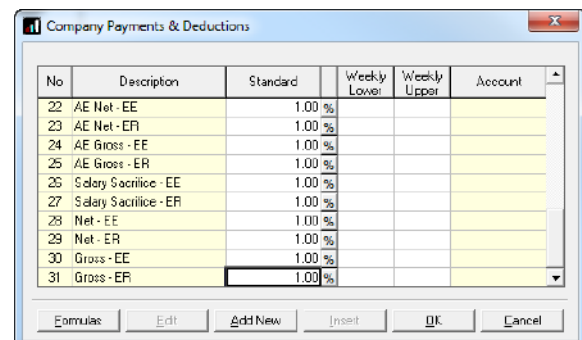 Company Payments & Deductions
No Description Standard Weekly Lower Weekly Upper Account
22 AE Net - EE 1.00 %
23 AE Net - ER 1.00 %
24 AE Gross - EE 1.00 %
25 AE Gross - ER 1.00 %
26 Salary Sacrifice - EE 1.00 %
27 Salary Sacrifice - ER 1.00 %
28 Net - EE 1.00 %
29 Net - ER 1.00 %
30 Gross - EE 1.00 %
31 Gross - ER 1.00 %
Formulas Edit Add New Insert OK Cancel